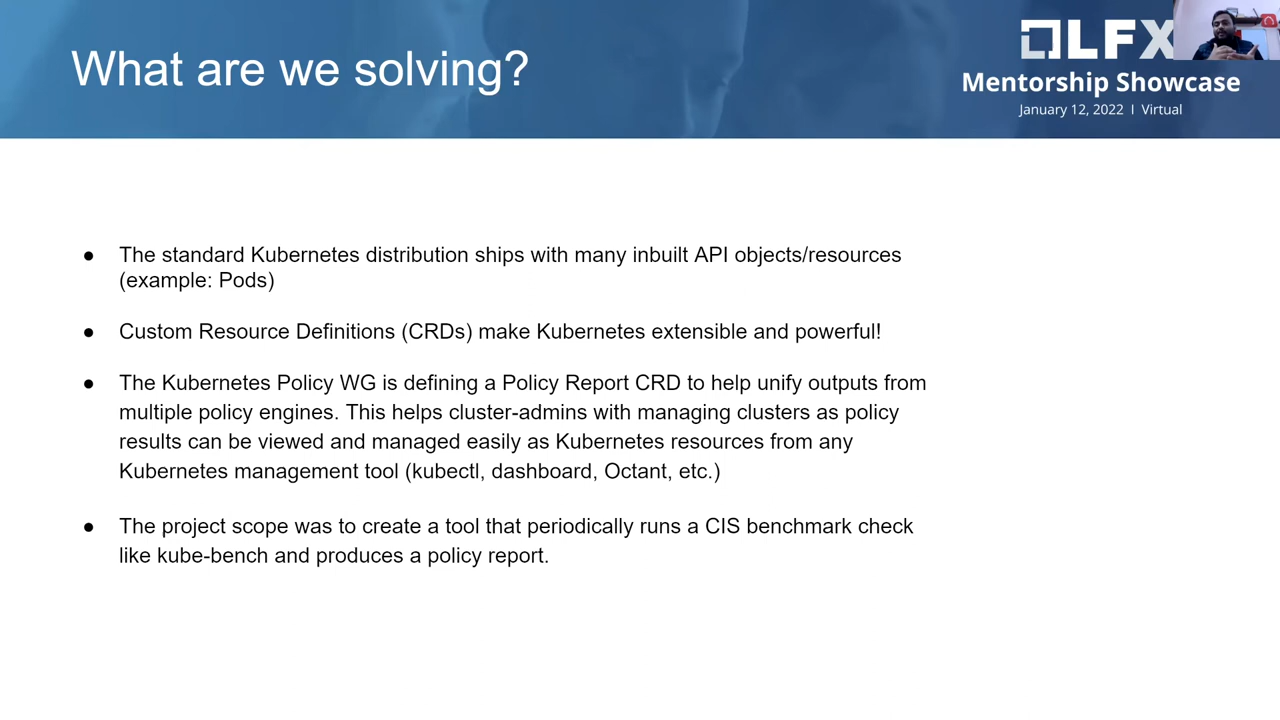 What are we solving?
LFX
Mentorship Showcase
January 12, 2022 | Virtual
● The standard Kubernetes distribution ships with many inbuilt API objects/resources
(example: Pods)
● Custom Resource Definitions (CRDs) make Kubernetes extensible and powerful!
● The Kubernetes Policy WG is defining a Policy Report CRD to help unify outputs from
multiple policy engines. This helps cluster-admins with managing clusters as policy
results can be viewed and managed easily as Kubernetes resources from any
Kubernetes management tool (kubectl, dashboard, Octant, etc.)
● The project scope was to create a tool that periodically runs a CIS benchmark check
like kube-bench and produces a policy report.